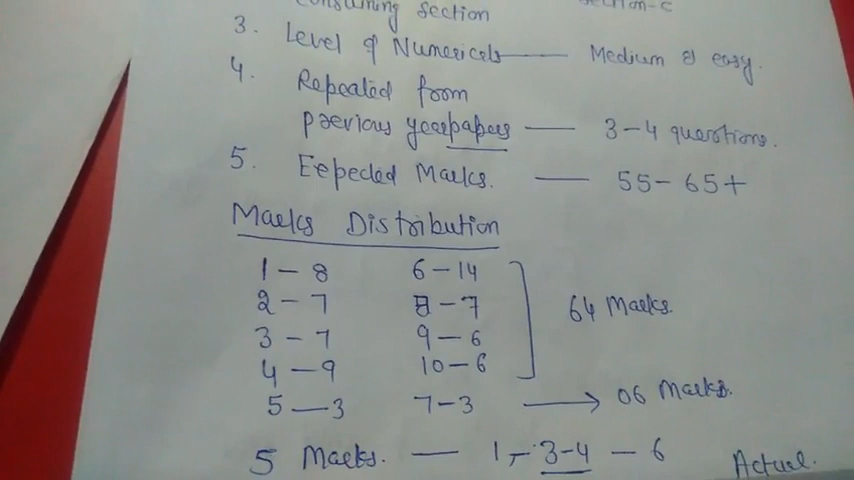 Consuming section section-c
3. Level of Numericals — Medium & easy.
4. Repeated from
previous yearpapers — 3-4 questions.
5. Expected Marks. — 55-65+
Marks Distribution
1-8 6-14
2-7 8-7 64 Marks.
3-7 9-6
4-9 10-6
5-3 7-3 → 06 Marks.
5 Marks. — 1,-3-4-6 Actual.